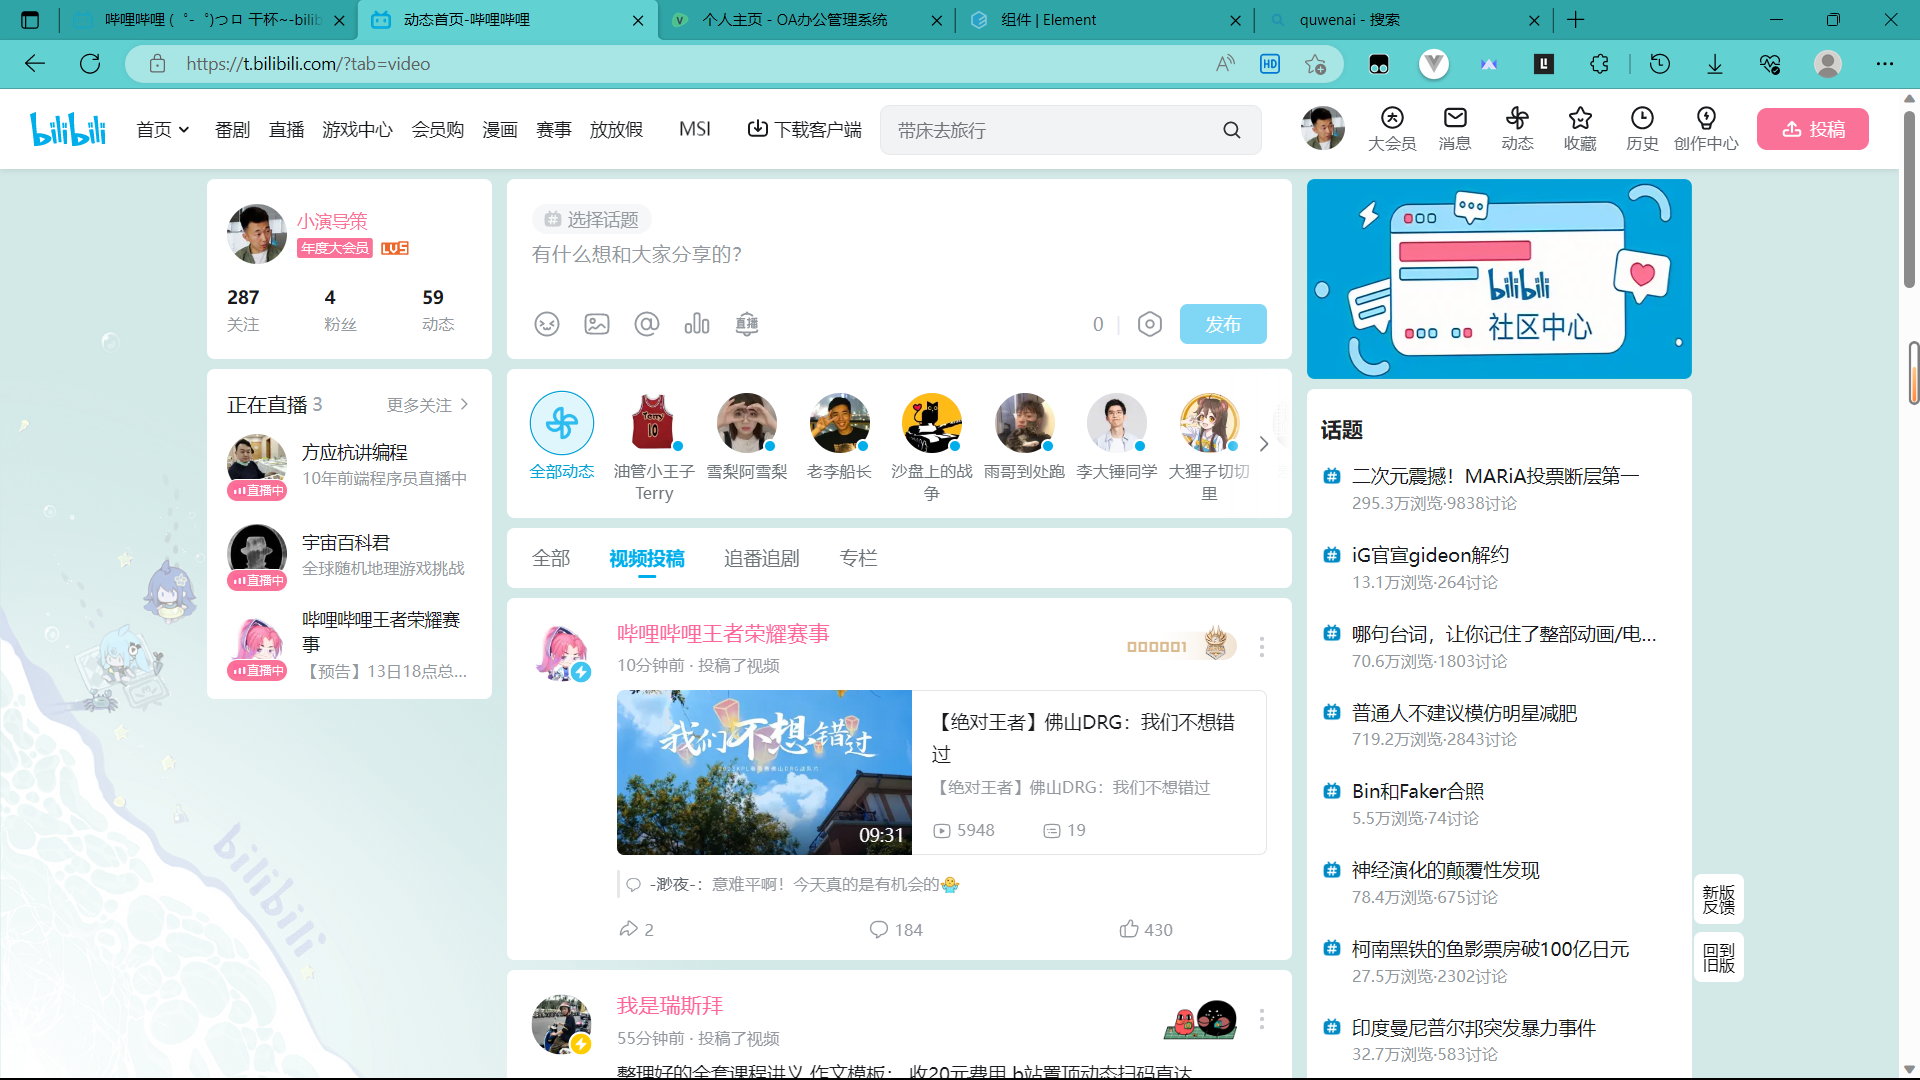 哔哩哔哩 (゜-゜)つロ 干杯~-bilib
动态首页-哔哩哔哩
个人主页 - OA办公管理系统
组件 | Element
quwenai - 搜索
https://t.bilibili.com/?tab=video
bilibili
首页
番剧
直播
游戏中心
会员购
漫画
赛事
放放假
MSI
下载客户端
带床去旅行
大会员
消息
动态
收藏
历史
创作中心
投稿
小演导策
年度大会员 LV5
287
4
59
关注
粉丝
动态
正在直播 3
更多关注
方应杭讲编程
10年前端程序员直播中
直播中
宇宙百科君
全球随机地理游戏挑战
直播中
哔哩哔哩王者荣耀赛
事
【预告】13日18点总...
直播中
选择话题
有什么想和大家分享的?
直播
0
发布
全部动态
油管小王子
Terry
雪梨阿雪梨
老李船长
沙盘上的战
争
雨哥到处跑
李大锤同学
大狸子切切
里
全部
视频投稿
追番追剧
专栏
哔哩哔哩王者荣耀赛事
10分钟前 · 投稿了视频
000001
我们不想错过
09:31
【绝对王者】佛山DRG：我们不想错
过
【绝对王者】佛山DRG：我们不想错过
5948
19
-渺夜-：意难平啊！今天真的是有机会的
2
184
430
我是瑞斯拜
55分钟前 · 投稿了视频
整理好的全套课程讲义,作文模板： 收20元费用,b站置顶动态扫码直达
bilibili
社区中心
话题
二次元震撼！MARiA投票断层第一
295.3万浏览·9838讨论
iG官宣gideon解约
13.1万浏览·264讨论
哪句台词，让你记住了整部动画/电...
70.6万浏览·1803讨论
普通人不建议模仿明星减肥
719.2万浏览·2843讨论
Bin和Faker合照
5.5万浏览·74讨论
神经演化的颠覆性发现
78.4万浏览·675讨论
柯南黑铁的鱼影票房破100亿日元
27.5万浏览·2302讨论
印度曼尼普尔邦突发暴力事件
32.7万浏览·583讨论
新版
反馈
回到
旧版
bilibili